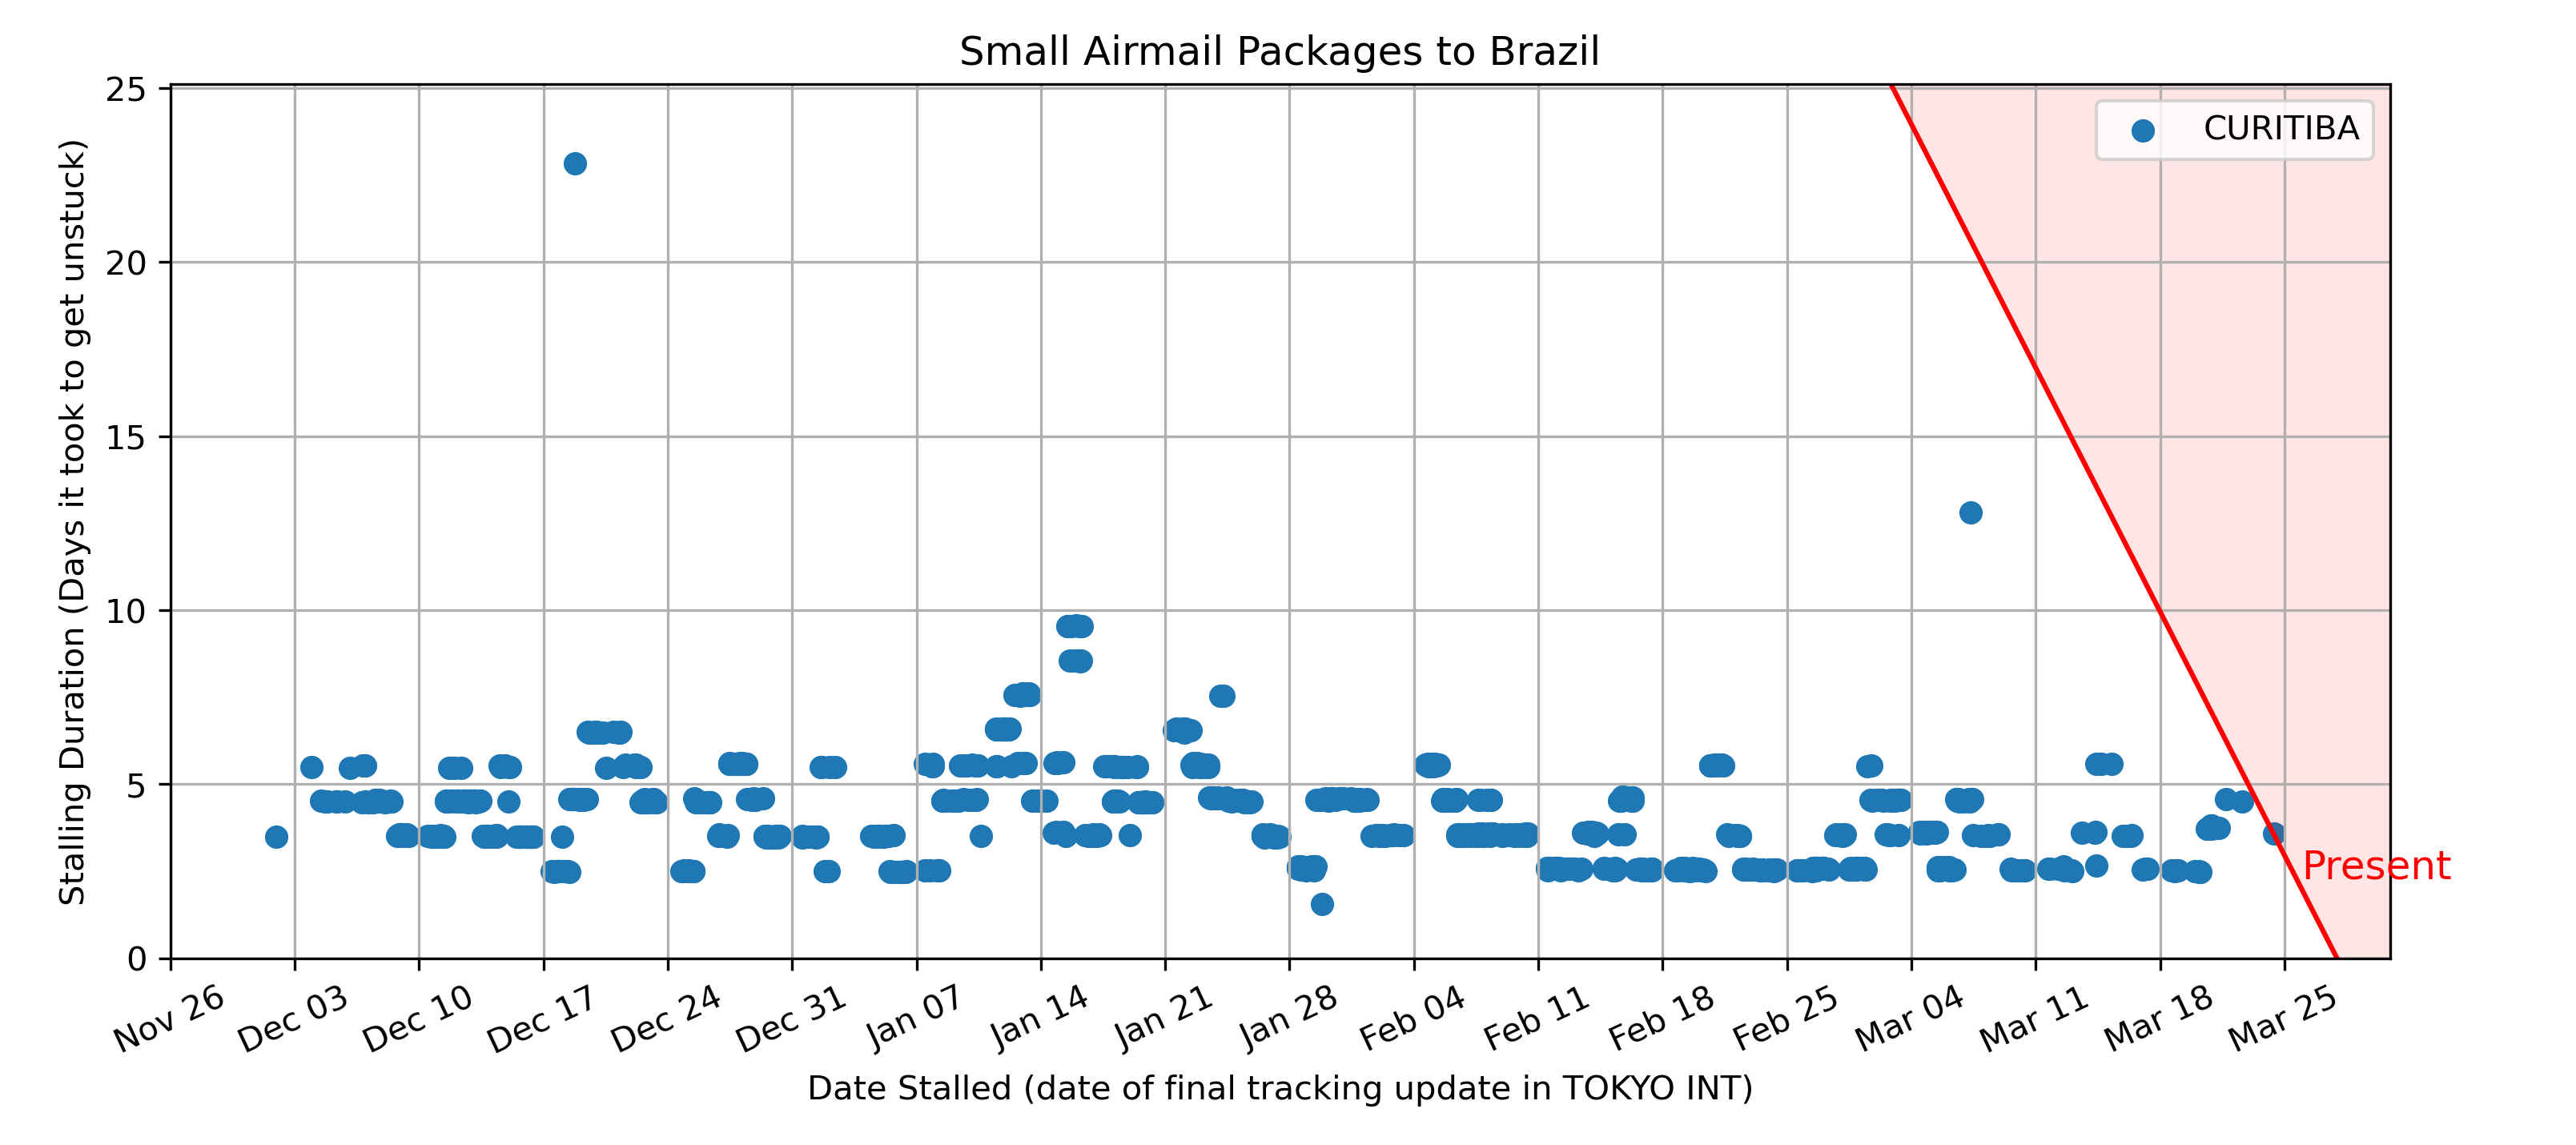 Small Airmail Packages to Brazil
Stalling Duration (Days it took to get unstuck)
25
20
15
10
5
0
CURITIBA
Present
Nov 26
Dec 03
Dec 10
Dec 17
Dec 24
Dec 31
Jan 07
Jan 14
Jan 21
Jan 28
Feb 04
Feb 11
Feb 18
Feb 25
Mar 04
Mar 11
Mar 18
Mar 25
Date Stalled (date of final tracking update in TOKYO INT)